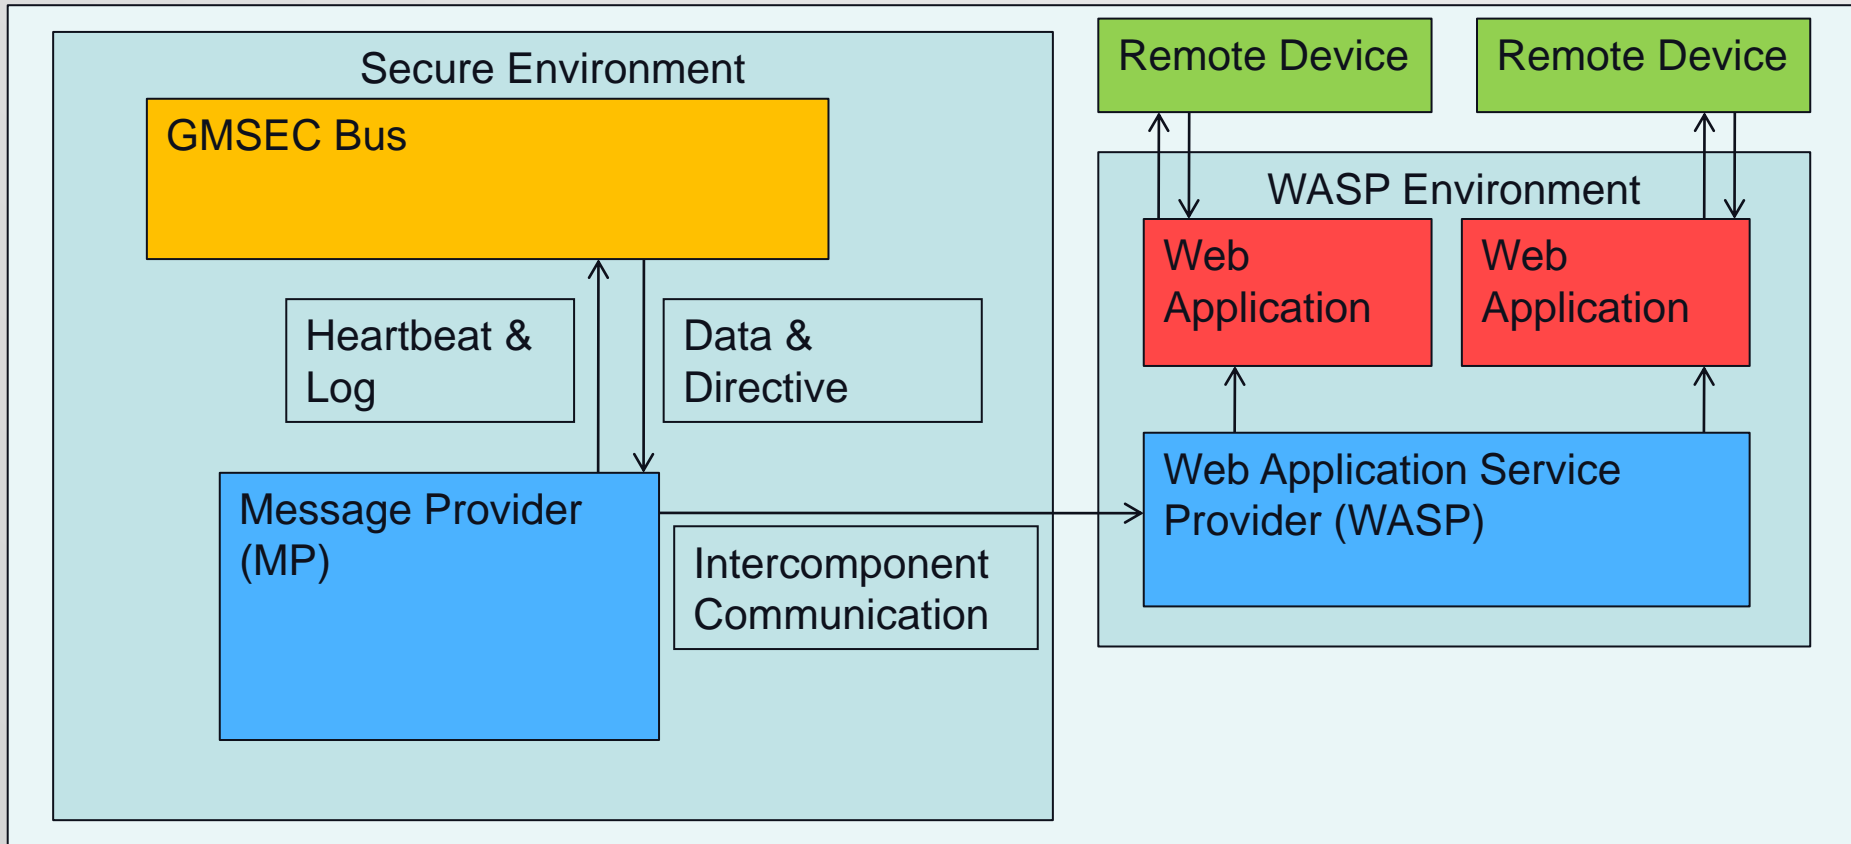 Secure Environment
GMSEC Bus
Heartbeat &
Log
Data &
Directive
Message Provider
(MP)
Intercomponent
Communication
Remote Device
Remote Device
WASP Environment
Web
Application
Web
Application
Web Application Service
Provider (WASP)